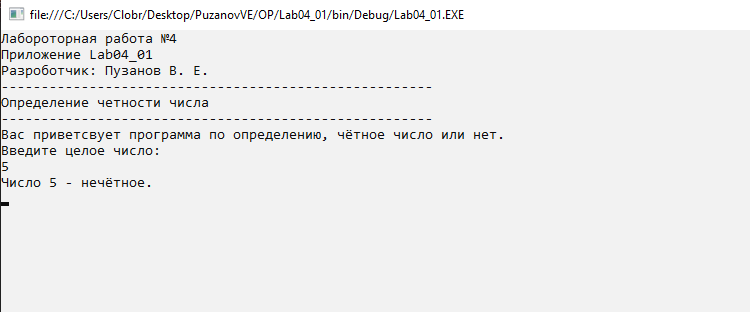 file:///C:/Users/Clobr/Desktop/PuzanovVE/OP/Lab04_01/bin/Debug/Lab04_01.EXE
Лабороторная работа №4
Приложение Lab04_01
Разработчик: Пузанов В. Е.
------------------------------------------------------
Определение четности числа
------------------------------------------------------
Вас приветсвует программа по определению, чётное число или нет.
Введите целое число:
5
Число 5 - нечётное.